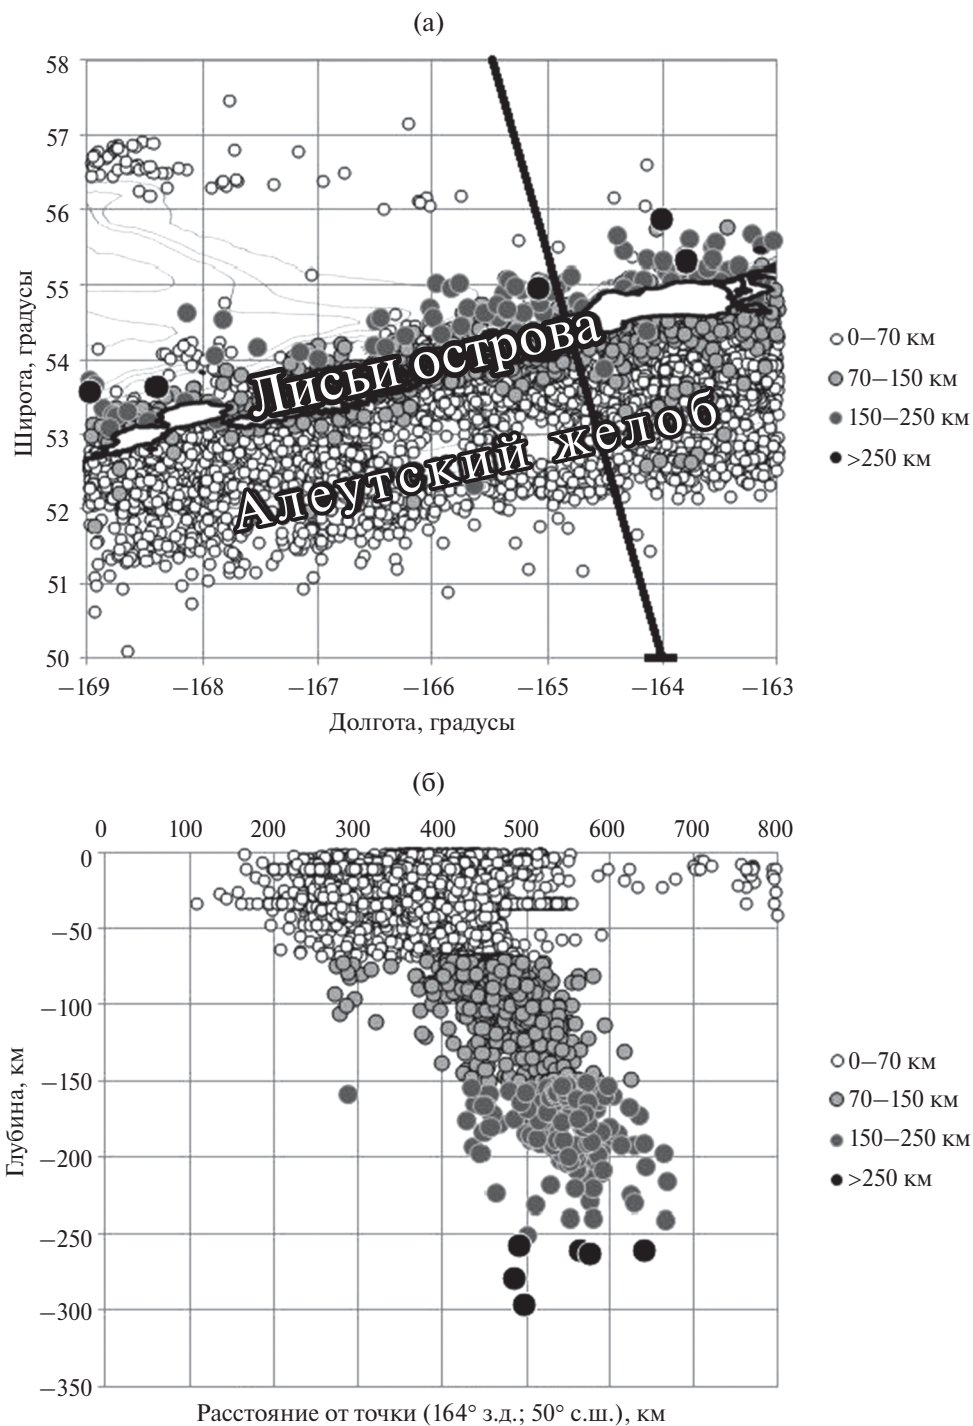 (а)
58
57
56
55
54
53
52
51
50
Широта, градусы
−169 −168 −167 −166 −165 −164 −163
Долгота, градусы
Лисьи острова
Алеутский желоб
0–70 км
70–150 км
150–250 км
>250 км
(б)
0 100 200 300 400 500 600 700 800
0
−50
−100
−150
−200
−250
−300
−350
Глубина, км
0–70 км
70–150 км
150–250 км
>250 км
Расстояние от точки (164° з.д.; 50° с.ш.), км